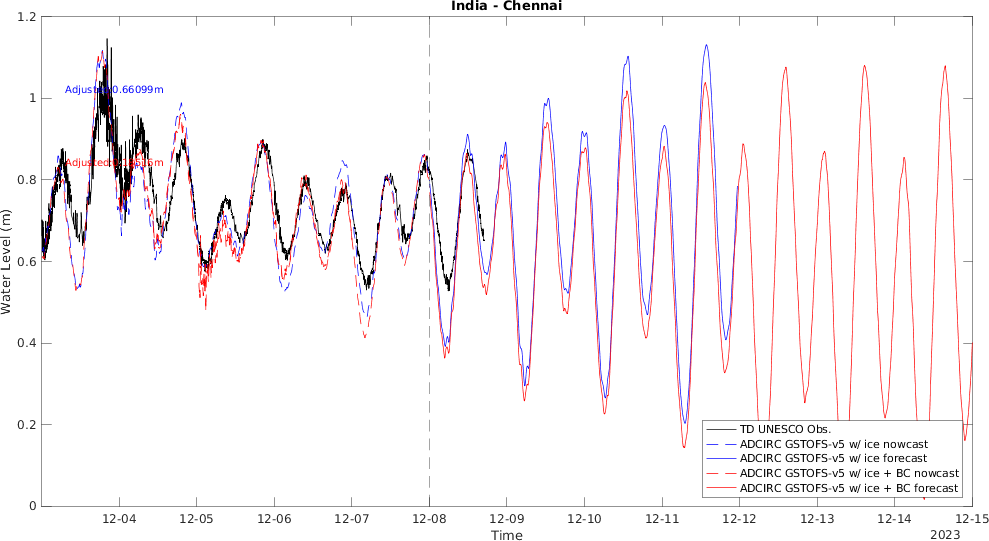 India - Chennai
Water Level (m)
1.2
1
0.8
0.6
0.4
0.2
0
Adjusted:0.66099m
TD UNESCO Obs.
ADCIRC GSTOFS-v5 w/ ice nowcast
ADCIRC GSTOFS-v5 w/ ice forecast
ADCIRC GSTOFS-v5 w/ ice + BC nowcast
ADCIRC GSTOFS-v5 w/ ice + BC forecast
12-04 12-05 12-06 12-07 12-08 12-09 12-10 12-11 12-12 12-13 12-14 12-15
Time
2023